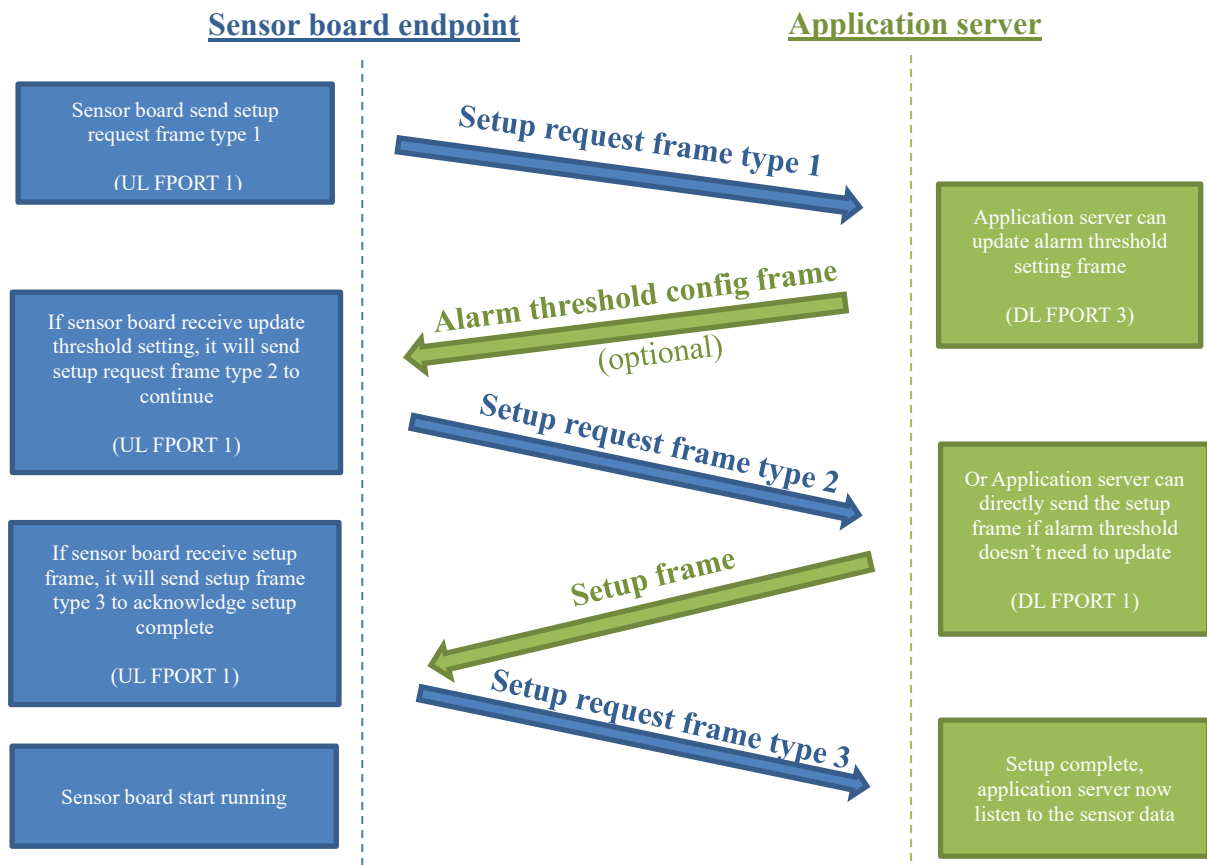 Sensor board endpoint
Application server
Sensor board send setup
request frame type 1
(UL FPORT 1)
Setup request frame type 1
Application server can
update alarm threshold
setting frame
(DL FPORT 3)
Alarm threshold config frame
(optional)
If sensor board receive update
threshold setting, it will send
setup request frame type 2 to
continue
(UL FPORT 1)
Setup request frame type 2
Or Application server can
directly send the setup
frame if alarm threshold
doesn’t need to update
(DL FPORT 1)
Setup frame
If sensor board receive setup
frame, it will send setup frame
type 3 to acknowledge setup
complete
(UL FPORT 1)
Setup request frame type 3
Sensor board start running
Setup complete,
application server now
listen to the sensor data